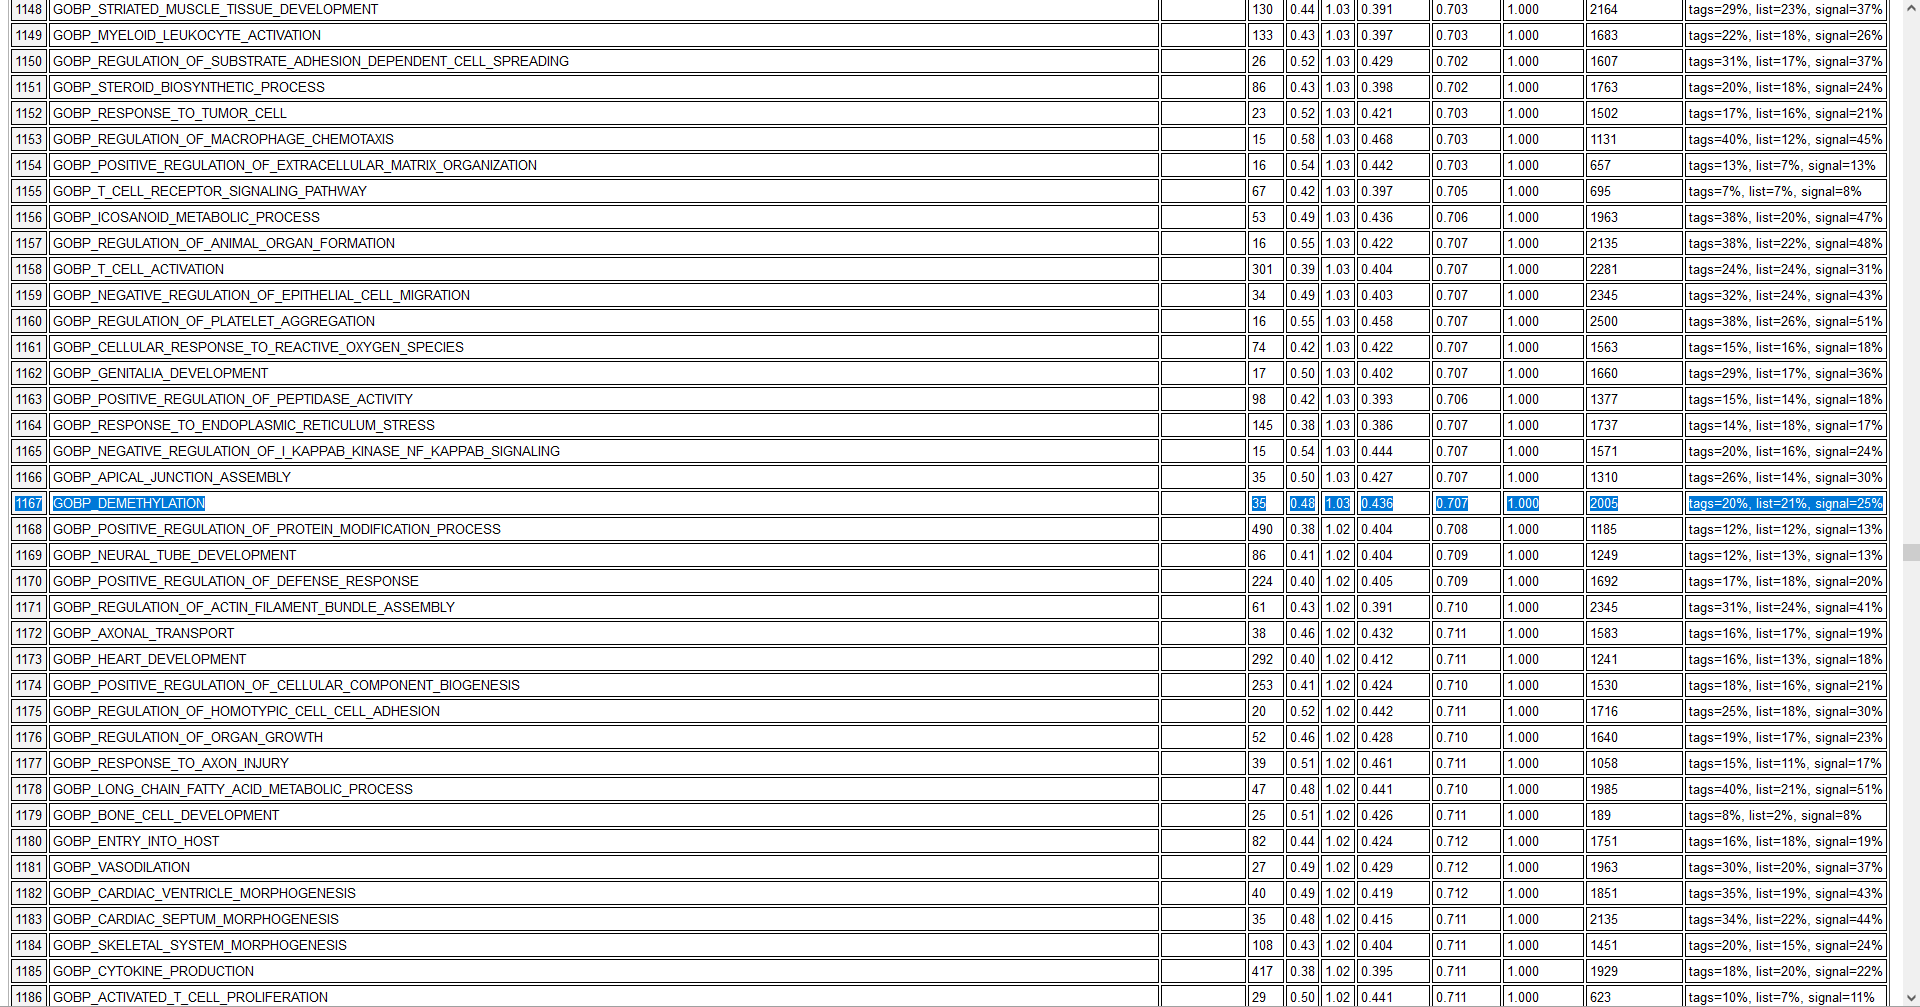 1148 GOBP_STRIATED_MUSCLE_TISSUE_DEVELOPMENT 130 0.44 1.03 0.391 0.703 1.000 2164 tags=29%, list=23%, signal=37%
1149 GOBP_MYELOID_LEUKOCYTE_ACTIVATION 133 0.43 1.03 0.397 0.703 1.000 1683 tags=22%, list=18%, signal=26%
1150 GOBP_REGULATION_OF_SUBSTRATE_ADHESION_DEPENDENT_CELL_SPREADING 26 0.52 1.03 0.429 0.702 1.000 1607 tags=31%, list=17%, signal=37%
1151 GOBP_STEROID_BIOSYNTHETIC_PROCESS 86 0.43 1.03 0.398 0.702 1.000 1763 tags=20%, list=18%, signal=24%
1152 GOBP_RESPONSE_TO_TUMOR_CELL 23 0.52 1.03 0.421 0.703 1.000 1502 tags=17%, list=16%, signal=21%
1153 GOBP_REGULATION_OF_MACROPHAGE_CHEMOTAXIS 15 0.58 1.03 0.468 0.703 1.000 1131 tags=40%, list=12%, signal=45%
1154 GOBP_POSITIVE_REGULATION_OF_EXTRACELLULAR_MATRIX_ORGANIZATION 16 0.54 1.03 0.442 0.703 1.000 657 tags=13%, list=7%, signal=13%
1155 GOBP_T_CELL_RECEPTOR_SIGNALING_PATHWAY 67 0.42 1.03 0.397 0.705 1.000 695 tags=7%, list=7%, signal=8%
1156 GOBP_ICOSANOID_METABOLIC_PROCESS 53 0.49 1.03 0.436 0.706 1.000 1963 tags=38%, list=20%, signal=47%
1157 GOBP_REGULATION_OF_ANIMAL_ORGAN_FORMATION 16 0.55 1.03 0.422 0.707 1.000 2135 tags=38%, list=22%, signal=48%
1158 GOBP_T_CELL_ACTIVATION 301 0.39 1.03 0.404 0.707 1.000 2281 tags=24%, list=24%, signal=31%
1159 GOBP_NEGATIVE_REGULATION_OF_EPITHELIAL_CELL_MIGRATION 34 0.49 1.03 0.403 0.707 1.000 2345 tags=32%, list=24%, signal=43%
1160 GOBP_REGULATION_OF_PLATELET_AGGREGATION 16 0.55 1.03 0.458 0.707 1.000 2500 tags=38%, list=26%, signal=51%
1161 GOBP_CELLULAR_RESPONSE_TO_REACTIVE_OXYGEN_SPECIES 74 0.42 1.03 0.422 0.707 1.000 1563 tags=15%, list=16%, signal=18%
1162 GOBP_GENITALIA_DEVELOPMENT 17 0.50 1.03 0.402 0.707 1.000 1660 tags=29%, list=17%, signal=36%
1163 GOBP_POSITIVE_REGULATION_OF_PEPTIDASE_ACTIVITY 98 0.42 1.03 0.393 0.706 1.000 1377 tags=15%, list=14%, signal=18%
1164 GOBP_RESPONSE_TO_ENDOPLASMIC_RETICULUM_STRESS 145 0.38 1.03 0.386 0.707 1.000 1737 tags=14%, list=18%, signal=17%
1165 GOBP_NEGATIVE_REGULATION_OF_I_KAPPAB_KINASE_NF_KAPPAB_SIGNALING 15 0.54 1.03 0.444 0.707 1.000 1571 tags=20%, list=16%, signal=24%
1166 GOBP_APICAL_JUNCTION_ASSEMBLY 35 0.50 1.03 0.427 0.707 1.000 1310 tags=26%, list=14%, signal=30%
1167 GOBP_DEMETHYLATION 35 0.48 1.03 0.436 0.707 1.000 2005 tags=20%, list=21%, signal=25%
1168 GOBP_POSITIVE_REGULATION_OF_PROTEIN_MODIFICATION_PROCESS 490 0.38 1.02 0.404 0.708 1.000 1185 tags=12%, list=12%, signal=13%
1169 GOBP_NEURAL_TUBE_DEVELOPMENT 86 0.41 1.02 0.404 0.709 1.000 1249 tags=12%, list=13%, signal=13%
1170 GOBP_POSITIVE_REGULATION_OF_DEFENSE_RESPONSE 224 0.40 1.02 0.405 0.709 1.000 1692 tags=17%, list=18%, signal=20%
1171 GOBP_REGULATION_OF_ACTIN_FILAMENT_BUNDLE_ASSEMBLY 61 0.43 1.02 0.391 0.710 1.000 2345 tags=31%, list=24%, signal=41%
1172 GOBP_AXONAL_TRANSPORT 38 0.46 1.02 0.432 0.711 1.000 1583 tags=16%, list=17%, signal=19%
1173 GOBP_HEART_DEVELOPMENT 292 0.40 1.02 0.412 0.711 1.000 1241 tags=16%, list=13%, signal=18%
1174 GOBP_POSITIVE_REGULATION_OF_CELLULAR_COMPONENT_BIOGENESIS 253 0.41 1.02 0.424 0.710 1.000 1530 tags=18%, list=16%, signal=21%
1175 GOBP_REGULATION_OF_HOMOTYPIC_CELL_CELL_ADHESION 20 0.52 1.02 0.442 0.711 1.000 1716 tags=25%, list=18%, signal=30%
1176 GOBP_REGULATION_OF_ORGAN_GROWTH 52 0.46 1.02 0.428 0.710 1.000 1640 tags=19%, list=17%, signal=23%
1177 GOBP_RESPONSE_TO_AXON_INJURY 39 0.51 1.02 0.461 0.711 1.000 1058 tags=15%, list=11%, signal=17%
1178 GOBP_LONG_CHAIN_FATTY_ACID_METABOLIC_PROCESS 47 0.48 1.02 0.441 0.710 1.000 1985 tags=40%, list=21%, signal=51%
1179 GOBP_BONE_CELL_DEVELOPMENT 25 0.51 1.02 0.426 0.711 1.000 189 tags=8%, list=2%, signal=8%
1180 GOBP_ENTRY_INTO_HOST 82 0.44 1.02 0.424 0.712 1.000 1751 tags=16%, list=18%, signal=19%
1181 GOBP_VASODILATION 27 0.49 1.02 0.429 0.712 1.000 1963 tags=30%, list=20%, signal=37%
1182 GOBP_CARDIAC_VENTRICLE_MORPHOGENESIS 40 0.49 1.02 0.419 0.712 1.000 1851 tags=35%, list=19%, signal=43%
1183 GOBP_CARDIAC_SEPTUM_MORPHOGENESIS 35 0.48 1.02 0.415 0.711 1.000 2135 tags=34%, list=22%, signal=44%
1184 GOBP_SKELETAL_SYSTEM_MORPHOGENESIS 108 0.43 1.02 0.404 0.711 1.000 1451 tags=20%, list=15%, signal=24%
1185 GOBP_CYTOKINE_PRODUCTION 417 0.38 1.02 0.395 0.711 1.000 1929 tags=18%, list=20%, signal=22%
1186 GOBP_ACTIVATED_T_CELL_PROLIFERATION 29 0.50 1.02 0.441 0.711 1.000 623 tags=10%, list=7%, signal=11%